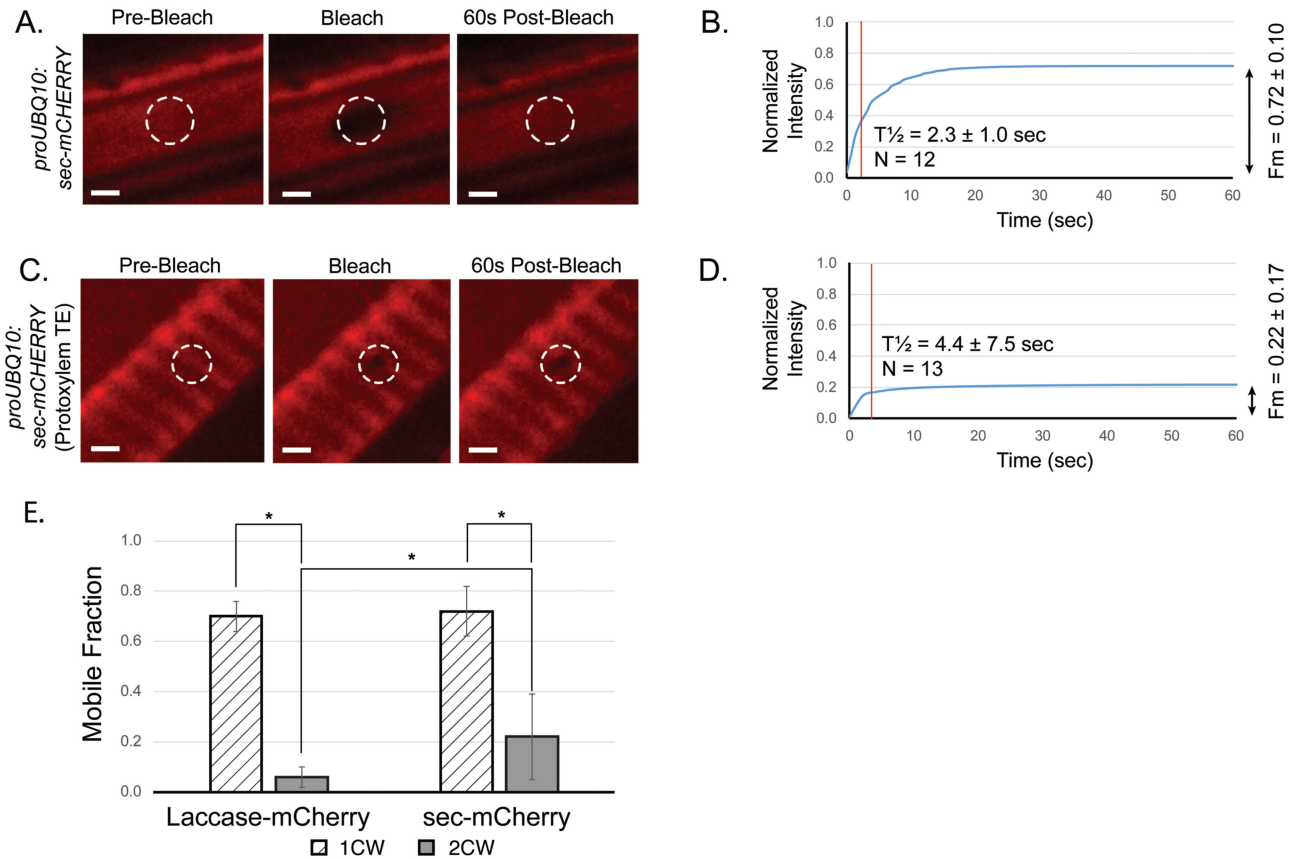 A.
Pre-Bleach
Bleach
60s Post-Bleach
proUBQ10:
sec-mCHERRY
B.
Normalized
Intensity
1.0
0.8
0.6
0.4
0.2
0.0
T½ = 2.3 ± 1.0 sec
N = 12
0 10 20 30 40 50 60
Time (sec)
Fm = 0.72 ± 0.10
C.
Pre-Bleach
Bleach
60s Post-Bleach
proUBQ10:
sec-mCHERRY
(Protoxylem TE)
D.
Normalized
Intensity
1.0
0.8
0.6
0.4
0.2
0.0
T½ = 4.4 ± 7.5 sec
N = 13
0 10 20 30 40 50 60
Time (sec)
Fm = 0.22 ± 0.17
E.
Mobile Fraction
1.0
0.8
0.6
0.4
0.2
0.0
*
*
*
Laccase-mCherry sec-mCherry
1CW 2CW